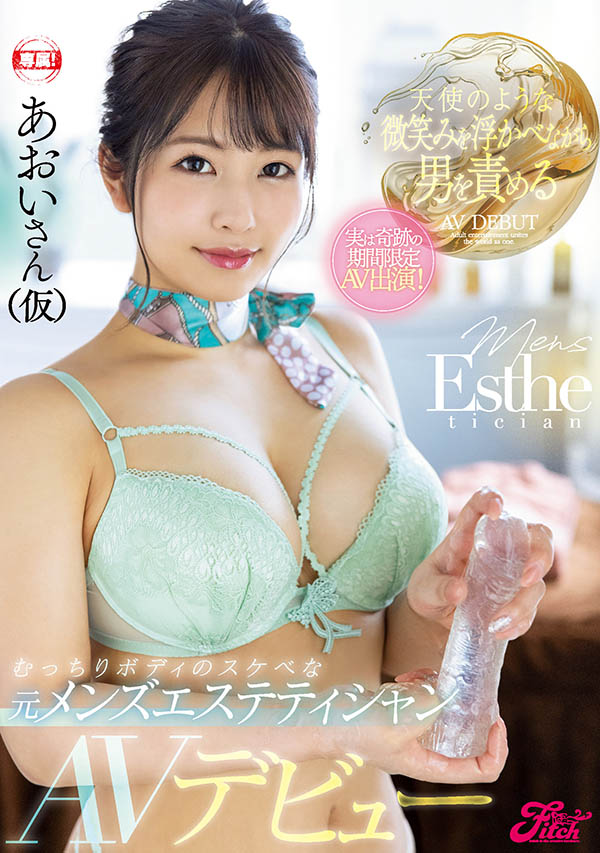 専属!
あおいさん(仮)
天使のような
微笑みを浮かべながら
男を責める
AV DEBUT
Adult entertainment unites
the world as one.
実は奇跡の
期間限定
AV出演!
Mens
Esthe
tician
むっちりボディのスケベな
元メンズエステティシャン
AVデビュー
Fitch